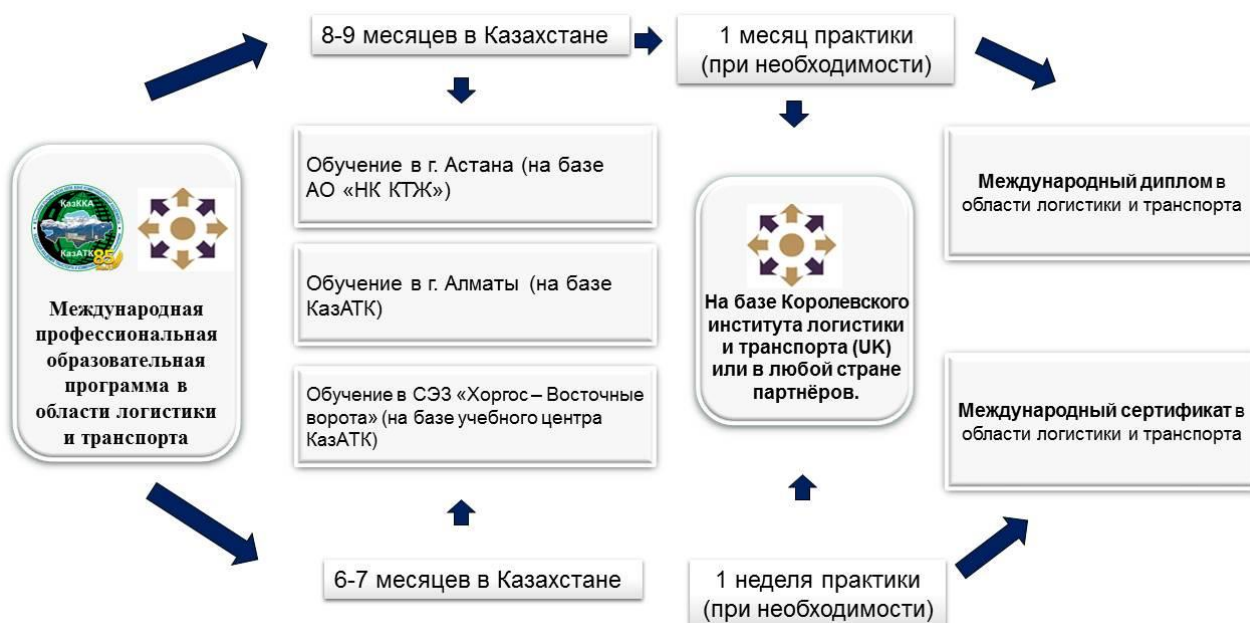 8-9 месяцев в Казахстане
1 месяц практики
(при необходимости)
Обучение в г. Астана (на базе
АО «НК КТЖ»)
Обучение в г. Алматы (на базе
КазАТК)
Обучение в СЭЗ «Хоргос – Восточные
ворота» (на базе учебного центра
КазАТК)
ҚазККА
КазАТК
85
Международная
профессиональная
образовательная
программа в
области логистики
и транспорта
На базе Королевского
института логистики
и транспорта (UK)
или в любой стране
партнёров.
Международный диплом в
области логистики и транспорта
Международный сертификат в
области логистики и транспорта
6-7 месяцев в Казахстане
1 неделя практики
(при необходимости)